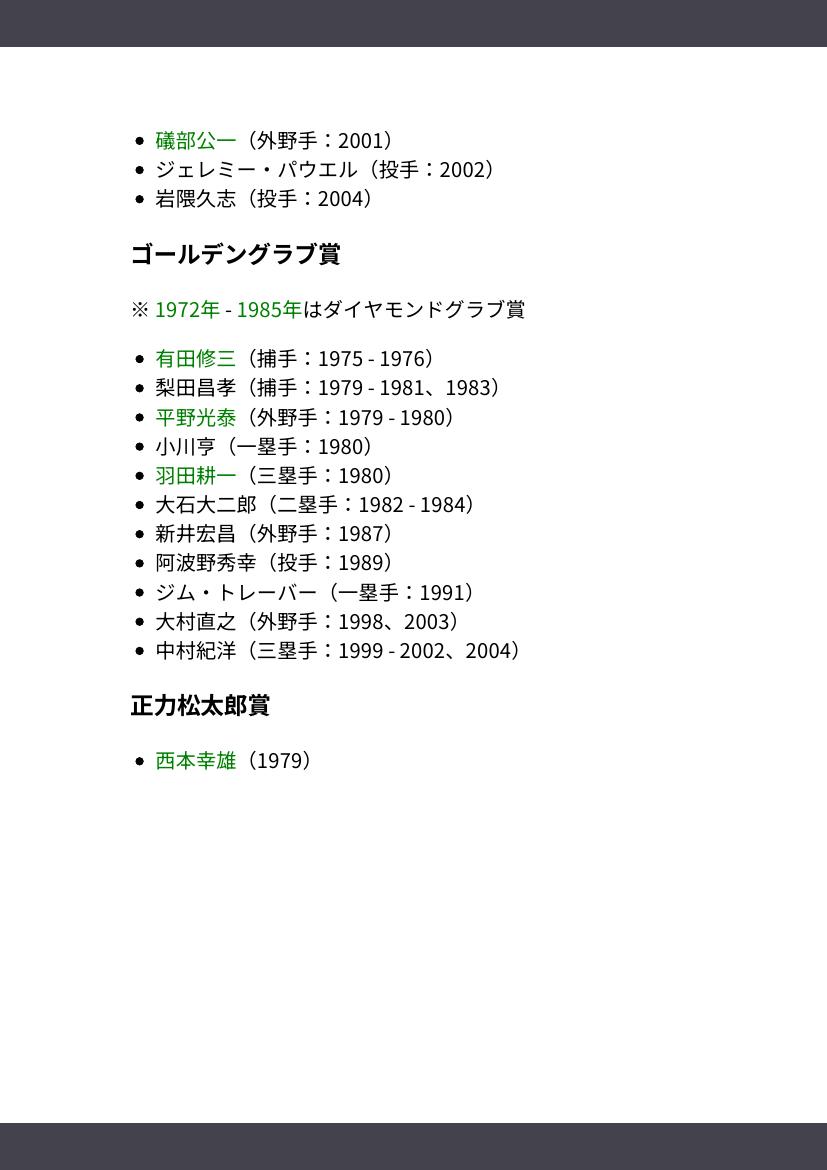 • 礒部公一（外野手：2001）
• ジェレミー・パウエル（投手：2002）
• 岩隈久志（投手：2004）
ゴールデングラブ賞
※ 1972年 - 1985年はダイヤモンドグラブ賞
• 有田修三（捕手：1975 - 1976）
• 梨田昌孝（捕手：1979 - 1981、1983）
• 平野光泰（外野手：1979 - 1980）
• 小川亨（一塁手：1980）
• 羽田耕一（三塁手：1980）
• 大石大二郎（二塁手：1982 - 1984）
• 新井宏昌（外野手：1987）
• 阿波野秀幸（投手：1989）
• ジム・トレーバー（一塁手：1991）
• 大村直之（外野手：1998、2003）
• 中村紀洋（三塁手：1999 - 2002、2004）
正力松太郎賞
• 西本幸雄（1979）